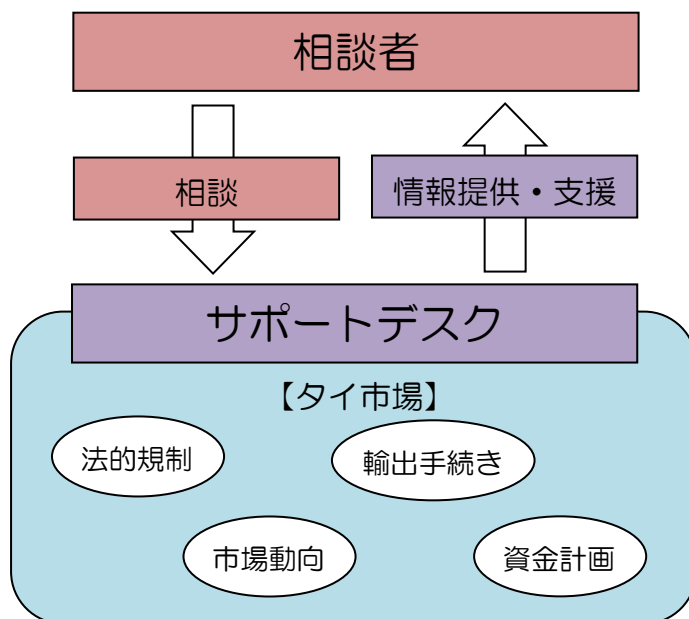 相談者
相談
情報提供・支援
サポートデスク
【タイ市場】
法的規制
輸出手続き
市場動向
資金計画